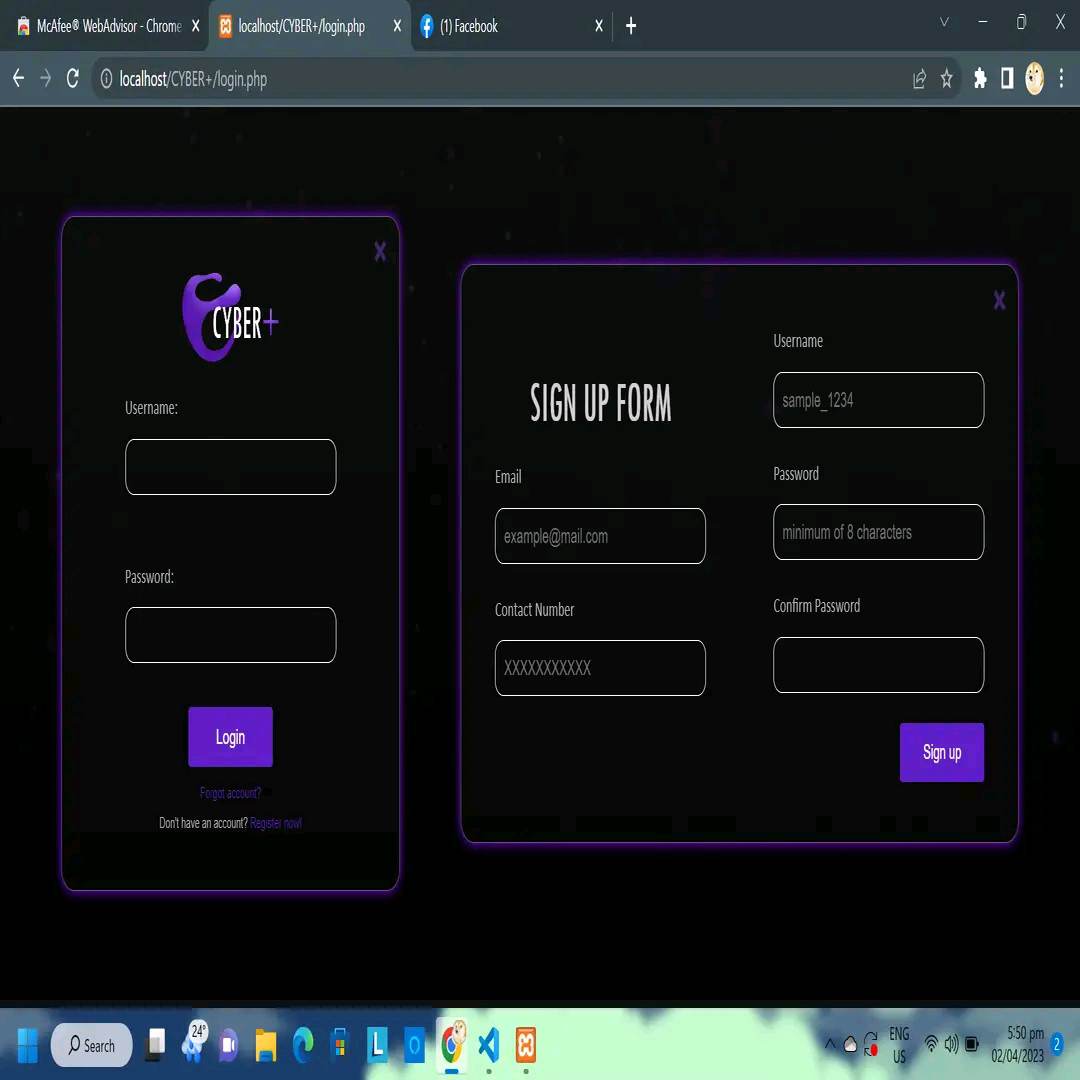 McAfee® WebAdvisor - Chrome
localhost/CYBER+/login.php
(1) Facebook
localhost/CYBER+/login.php
CYBER+
Username:
Password:
Login
Forgot account?
Don't have an account? Register now!
SIGN UP FORM
Email
example@mail.com
Contact Number
XXXXXXXXXXX
Username
sample_1234
Password
minimum of 8 characters
Confirm Password
Sign up
Search
24°
L
ENG
US
5:50 pm
02/04/2023
2